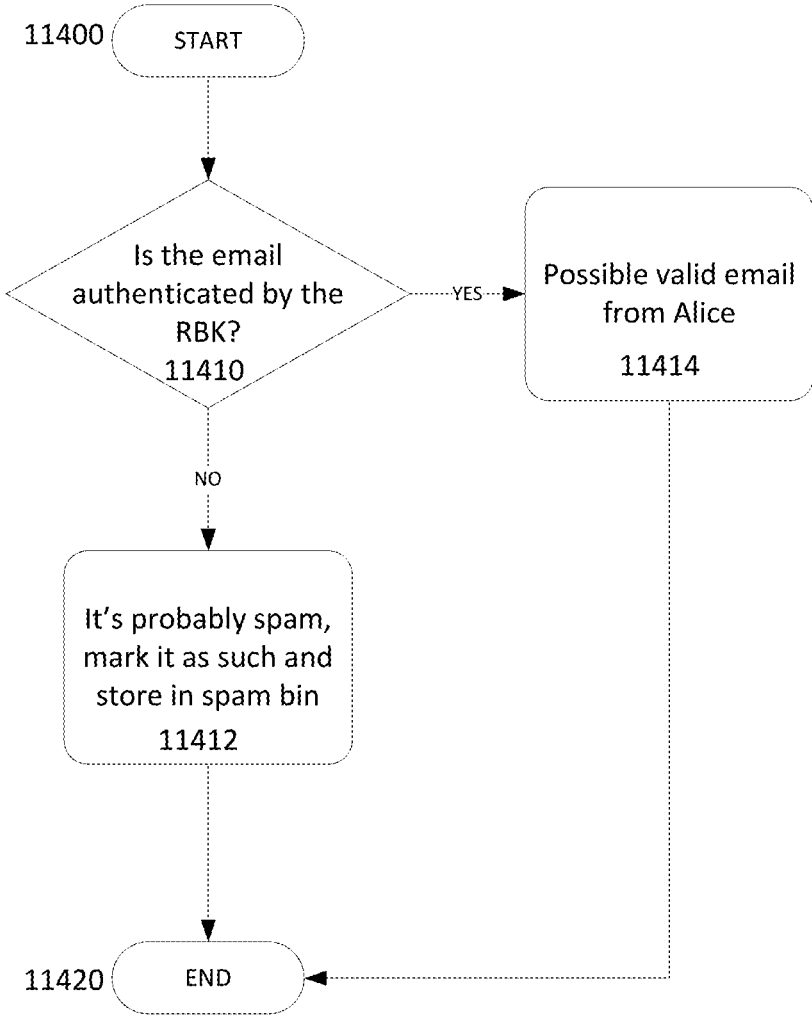 11400
START
Is the email
authenticated by the
RBK?
11410
YES
Possible valid email
from Alice
11414
NO
It's probably spam,
mark it as such and
store in spam bin
11412
11420
END